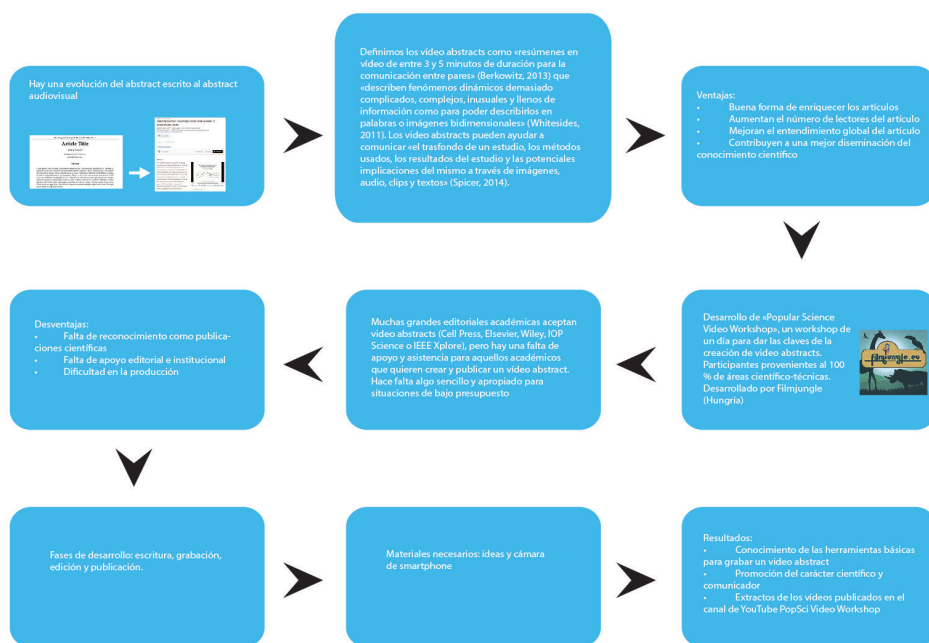 Hay una evolución del abstract escrito al abstract
audiovisual
Article Title
Definimos los vídeo abstracts como «resúmenes en
vídeo de entre 3 y 5 minutos de duración para la
comunicación entre pares» (Berkowitz, 2013) que
«describen fenómenos dinámicos demasiado
complicados, complejos, inusuales y llenos de
información como para poder describirlos en
palabras o imágenes bidimensionales» (Whitesides,
2011). Los video abstracts pueden ayudar a
comunicar «el trasfondo de un estudio, los métodos
usados, los resultados del estudio y las potenciales
implicaciones del mismo a través de imágenes,
audio, clips y textos» (Spicer, 2014).
Ventajas:
• Buena forma de enriquecer los artículos
• Aumentan el número de lectores del artículo
• Mejoran el entendimiento global del artículo
• Contribuyen a una mejor diseminación del
conocimiento científico
Desarrollo de «Popular Science
Video Workshop», un workshop de
un día para dar las claves de la
creación de video abstracts.
Participantes provenientes al 100
% de áreas científico-técnicas.
Desarrollado por Filmjungle
(Hungría)
filmjungle.eu
Muchas grandes editoriales académicas aceptan
video abstracts (Cell Press, Elsevier, Wiley, IOP
Science o IEEE Xplore), pero hay una falta de
apoyo y asistencia para aquellos académicos
que quieren crear y publicar un vídeo abstract.
Hace falta algo sencillo y apropiado para
situaciones de bajo presupuesto
Desventajas:
• Falta de reconocimiento como publica-
ciones científicas
• Falta de apoyo editorial e institucional
• Dificultad en la producción
Fases de desarrollo: escritura, grabación,
edición y publicación.
Materiales necesarios: ideas y cámara
de smartphone
Resultados:
• Conocimiento de las herramientas básicas
para grabar un vídeo abstract
• Promoción del carácter científico y
comunicador
• Extractos de los vídeos publicados en el
canal de YouTube PopSci Video Workshop